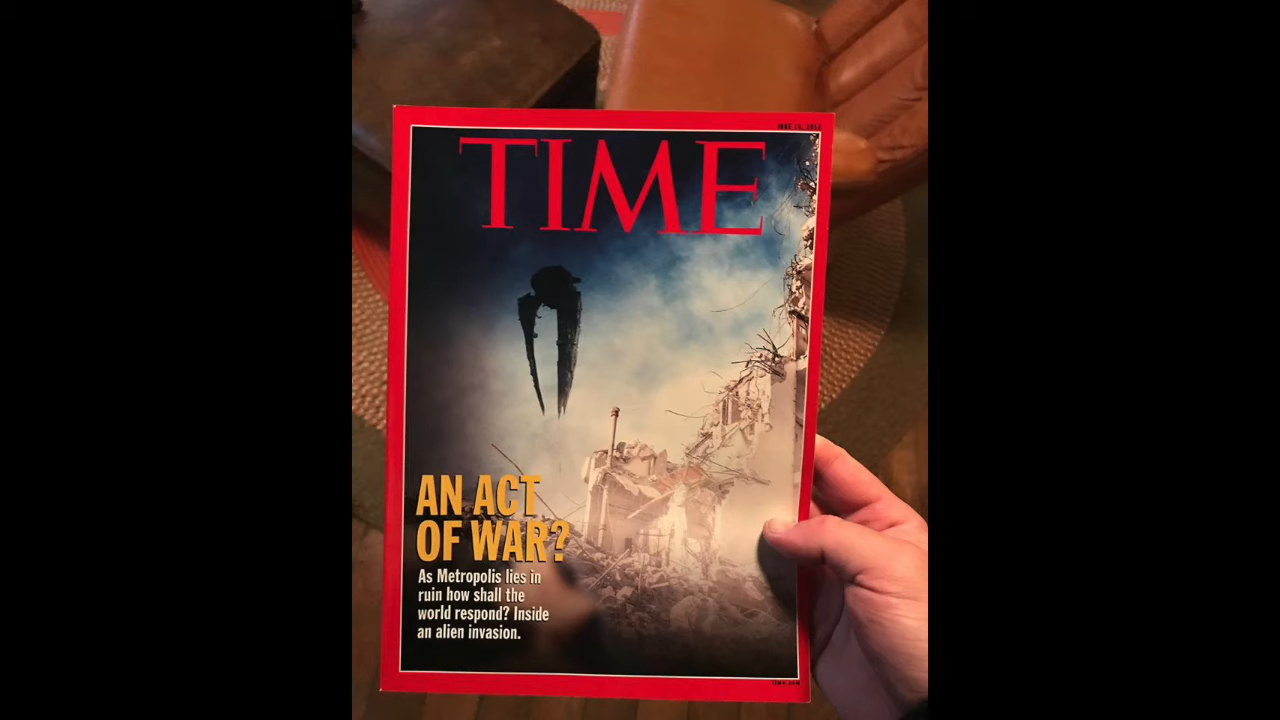 TIME
AN ACT
OF WAR?
As Metropolis lies in
ruin how shall the
world respond? Inside
an alien invasion.